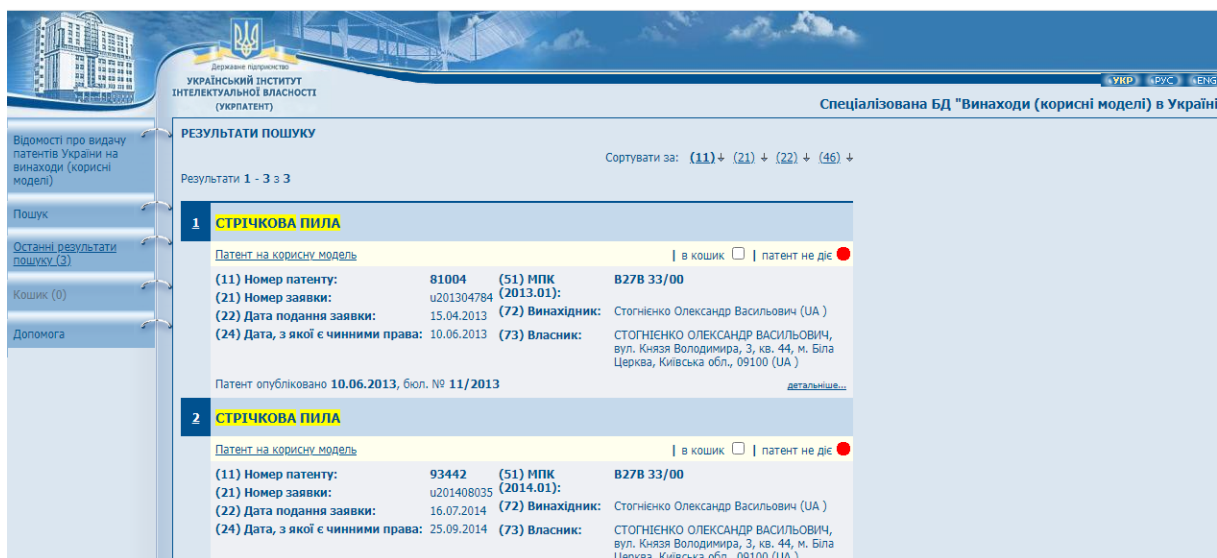 Державне підприємство
УКРАЇНСЬКИЙ ІНСТИТУТ
ІНТЕЛЕКТУАЛЬНОЇ ВЛАСНОСТІ
(УКРПАТЕНТ)
УКР РУС ENG
Спеціалізована БД "Винаходи (корисні моделі) в Україні
Відомості про видачу
патентів України на
винаходи (корисні
моделі)
Пошук
Останні результати
пошуку (3)
Кошик (0)
Допомога
РЕЗУЛЬТАТИ ПОШУКУ
Сортувати за: (11) (21) (22) (46)
Результати 1 - 3 з 3
1 СТРІЧКОВА ПИЛА
Патент на корисну модель | в кошик | патент не діє
(11) Номер патенту: 81004
(21) Номер заявки: u201304784
(22) Дата подання заявки: 15.04.2013
(24) Дата, з якої є чинними права: 10.06.2013
(51) МПК B27B 33/00
(2013.01):
(72) Винахідник: Стогнієнко Олександр Васильович (UA )
(73) Власник: СТОГНІЄНКО ОЛЕКСАНДР ВАСИЛЬОВИЧ,
вул. Князя Володимира, 3, кв. 44, м. Біла
Церква, Київська обл., 09100 (UA )
Патент опубліковано 10.06.2013, бюл. № 11/2013 детальніше...
2 СТРІЧКОВА ПИЛА
Патент на корисну модель | в кошик | патент не діє
(11) Номер патенту: 93442
(21) Номер заявки: u201408035
(22) Дата подання заявки: 16.07.2014
(24) Дата, з якої є чинними права: 25.09.2014
(51) МПК B27B 33/00
(2014.01):
(72) Винахідник: Стогнієнко Олександр Васильович (UA )
(73) Власник: СТОГНІЄНКО ОЛЕКСАНДР ВАСИЛЬОВИЧ,
вул. Князя Володимира, 3, кв. 44, м. Біла
Церква, Київська обл., 09100 (UA )